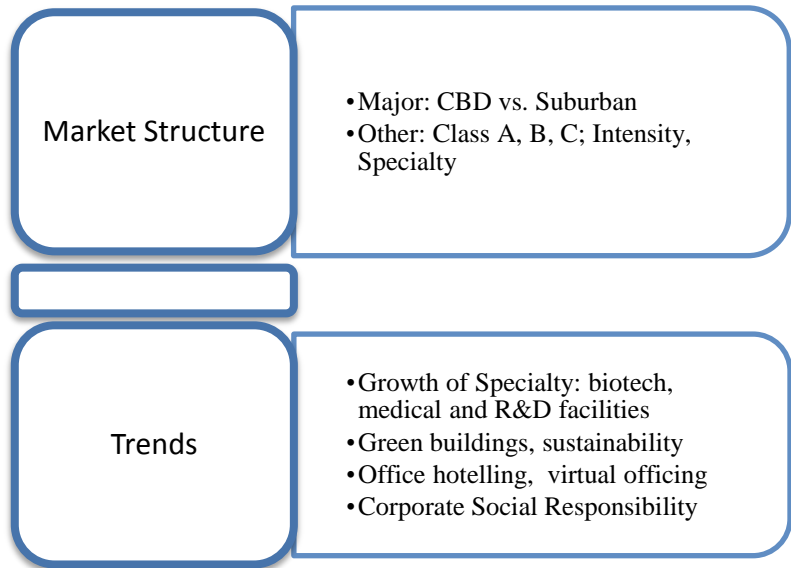 Market Structure
•Major: CBD vs. Suburban
•Other: Class A, B, C; Intensity,
Specialty
Trends
•Growth of Specialty: biotech,
medical and R&D facilities
•Green buildings, sustainability
•Office hotelling,  virtual officing
•Corporate Social Responsibility